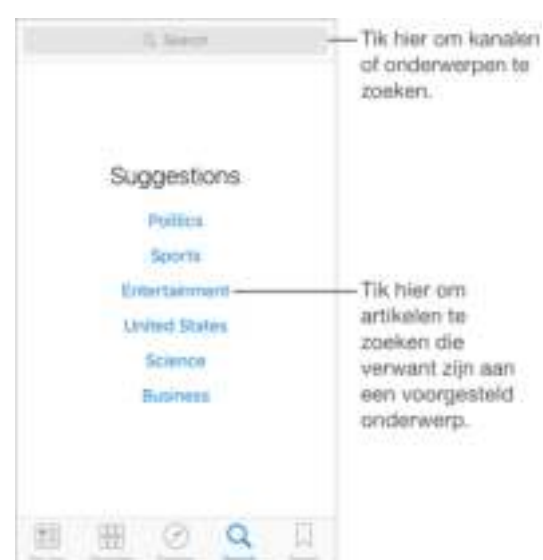 Search
Tik hier om kanalen
of onderwerpen te
zoeken.
Suggestions
Politics
Sports
Entertainment
United States
Science
Business
Tik hier om
artikelen te
zoeken die
verwant zijn aan
een voorgesteld
onderwerp.